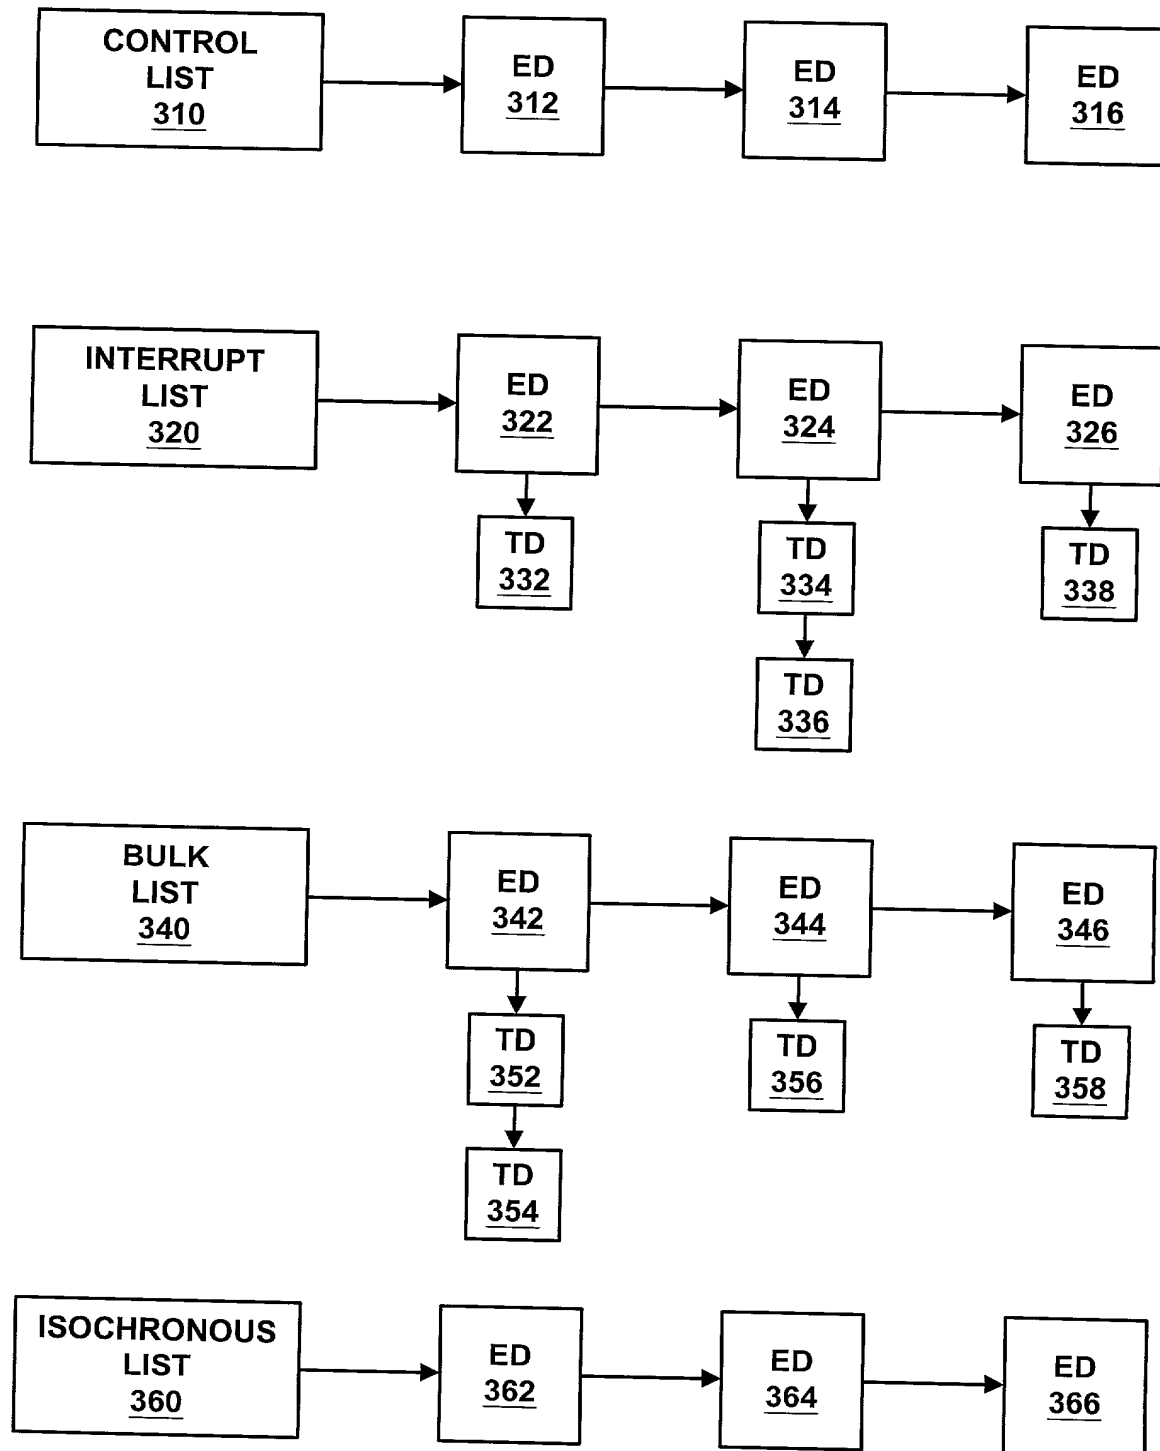 CONTROL
LIST
310
ED
312
ED
314
ED
316
INTERRUPT
LIST
320
ED
322
ED
324
ED
326
TD
332
TD
334
TD
338
TD
336
BULK
LIST
340
ED
342
ED
344
ED
346
TD
352
TD
356
TD
358
TD
354
ISOCHRONOUS
LIST
360
ED
362
ED
364
ED
366